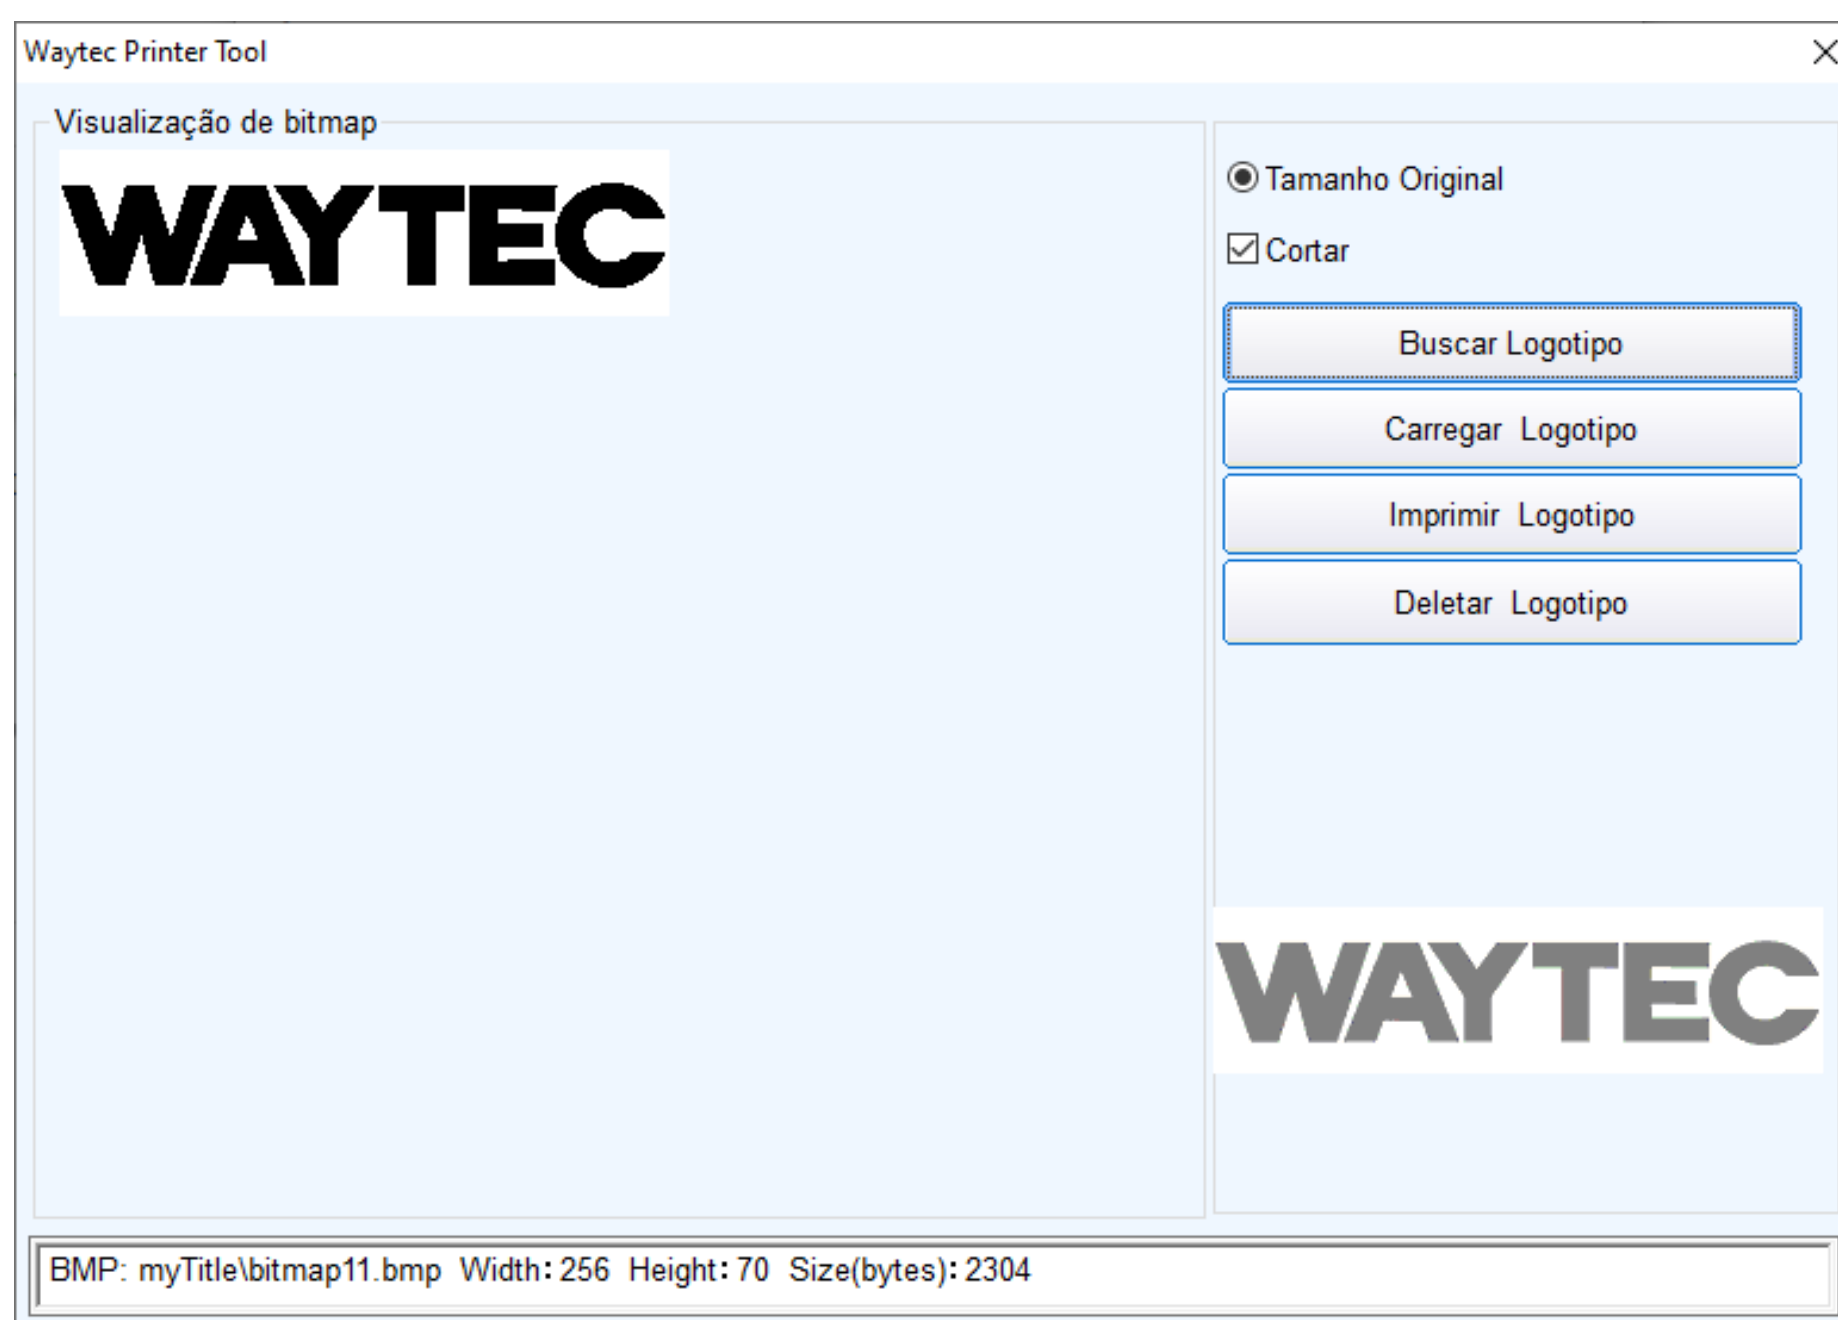 Waytec Printer Tool
Visualização de bitmap
WAYTEC
Tamanho Original
Cortar
Buscar Logotipo
Carregar Logotipo
Imprimir Logotipo
Deletar Logotipo
WAYTEC
BMP: myTitle\bitmap11.bmp Width: 256 Height: 70 Size(bytes): 2304